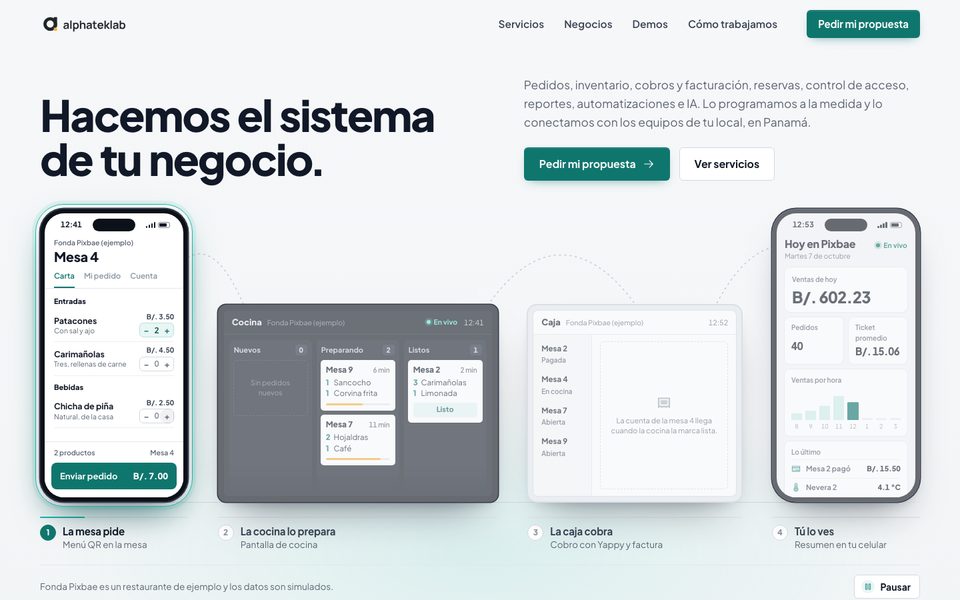 alphateklab
Servicios
Negocios
Demos
Cómo trabajamos
Pedir mi propuesta
Hacemos el sistema
de tu negocio.
Pedidos, inventario, cobros y facturación, reservas, control de acceso,
reportes, automatizaciones e IA. Lo programamos a la medida y lo
conectamos con los equipos de tu local, en Panamá.
Pedir mi propuesta →
Ver servicios
12:41
Fonda Pixbae (ejemplo)
Mesa 4
Carta Mi pedido Cuenta
Entradas
B/. 3.50
Patacones
Con sal y ajo
− 2 +
B/. 4.50
Carimañolas
Tres, rellenas de carne
− 0 +
Bebidas
B/. 2.50
Chicha de piña
Natural, de la casa
− 0 +
2 productos Mesa 4
Enviar pedido B/. 7.00
Cocina Fonda Pixbae (ejemplo) En vivo 12:41
Nuevos 0
Sin pedidos
nuevos
Preparando 2
Mesa 9 6 min
1 Sancocho
1 Corvina frita
Mesa 7 11 min
2 Hojaldras
1 Café
Listos 1
Mesa 2 2 min
3 Carimañolas
1 Limonada
Listo
Caja Fonda Pixbae (ejemplo) 12:52
Mesa 2
Pagada
Mesa 4
En cocina
Mesa 7
Abierta
Mesa 9
Abierta
La cuenta de la mesa 4 llega
cuando la cocina la marca lista.
12:53
Hoy en Pixbae En vivo
Martes 7 de octubre
Ventas de hoy
B/. 602.23
Pedidos
40
Ticket
promedio
B/. 15.06
Ventas por hora
8 9 10 11 12 1 2 3
Lo último
Mesa 2 pagó B/. 15.50
Nevera 2 4.1 °C
1 La mesa pide
Menú QR en la mesa
2 La cocina lo prepara
Pantalla de cocina
3 La caja cobra
Cobro con Yappy y factura
4 Tú lo ves
Resumen en tu celular
Fonda Pixbae es un restaurante de ejemplo y los datos son simulados.
Pausar